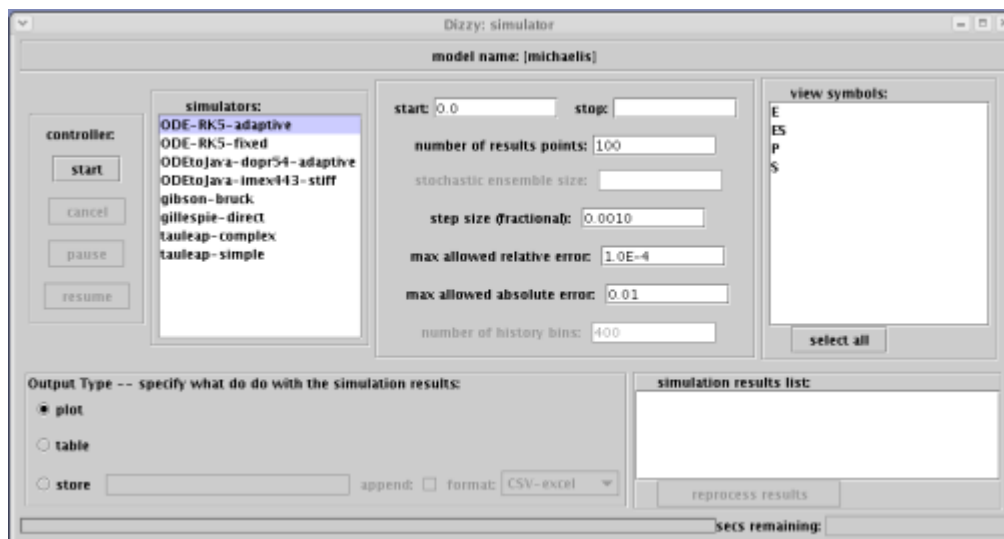 Dizzy: simulator
model name: [michaelis]
controller:
start
cancel
pause
resume
simulators:
ODE-RK5-adaptive
ODE-RK5-fixed
ODEtoJava-dopr54-adaptive
ODEtoJava-imex443-stiff
gibson-bruck
gillespie-direct
tauleap-complex
tauleap-simple
start: 0.0 stop:
number of results points: 100
stochastic ensemble size:
step size (fractional): 0.0010
max allowed relative error: 1.0E-4
max allowed absolute error: 0.01
number of history bins: 400
view symbols:
E
ES
P
S
select all
Output Type -- specify what do do with the simulation results:
plot
table
store append: format: CSV-excel
simulation results list:
reprocess results
secs remaining: